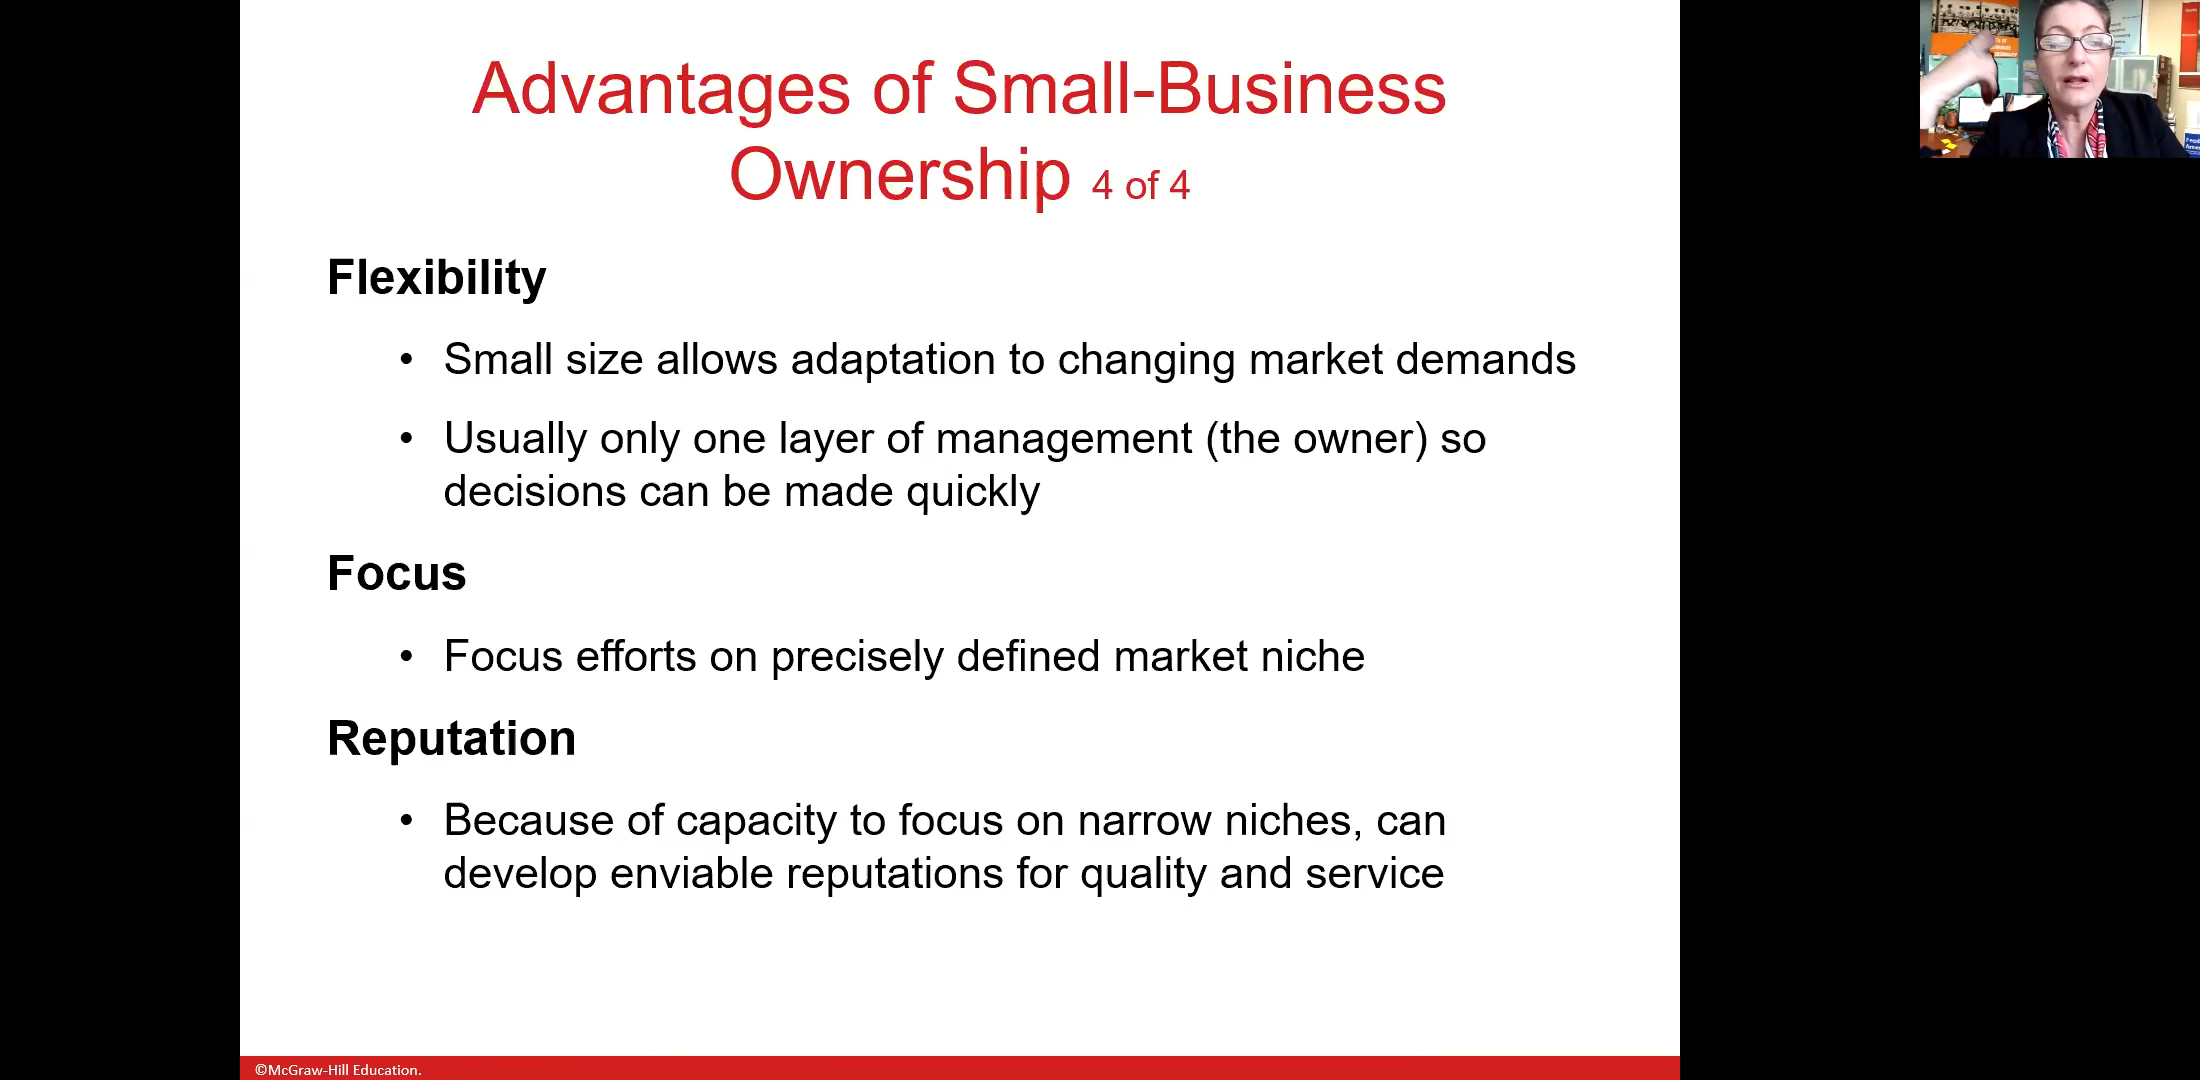 Advantages of Small-Business
Ownership 4 of 4
Flexibility
• Small size allows adaptation to changing market demands
• Usually only one layer of management (the owner) so
decisions can be made quickly
Focus
• Focus efforts on precisely defined market niche
Reputation
• Because of capacity to focus on narrow niches, can
develop enviable reputations for quality and service
©McGraw-Hill Education.